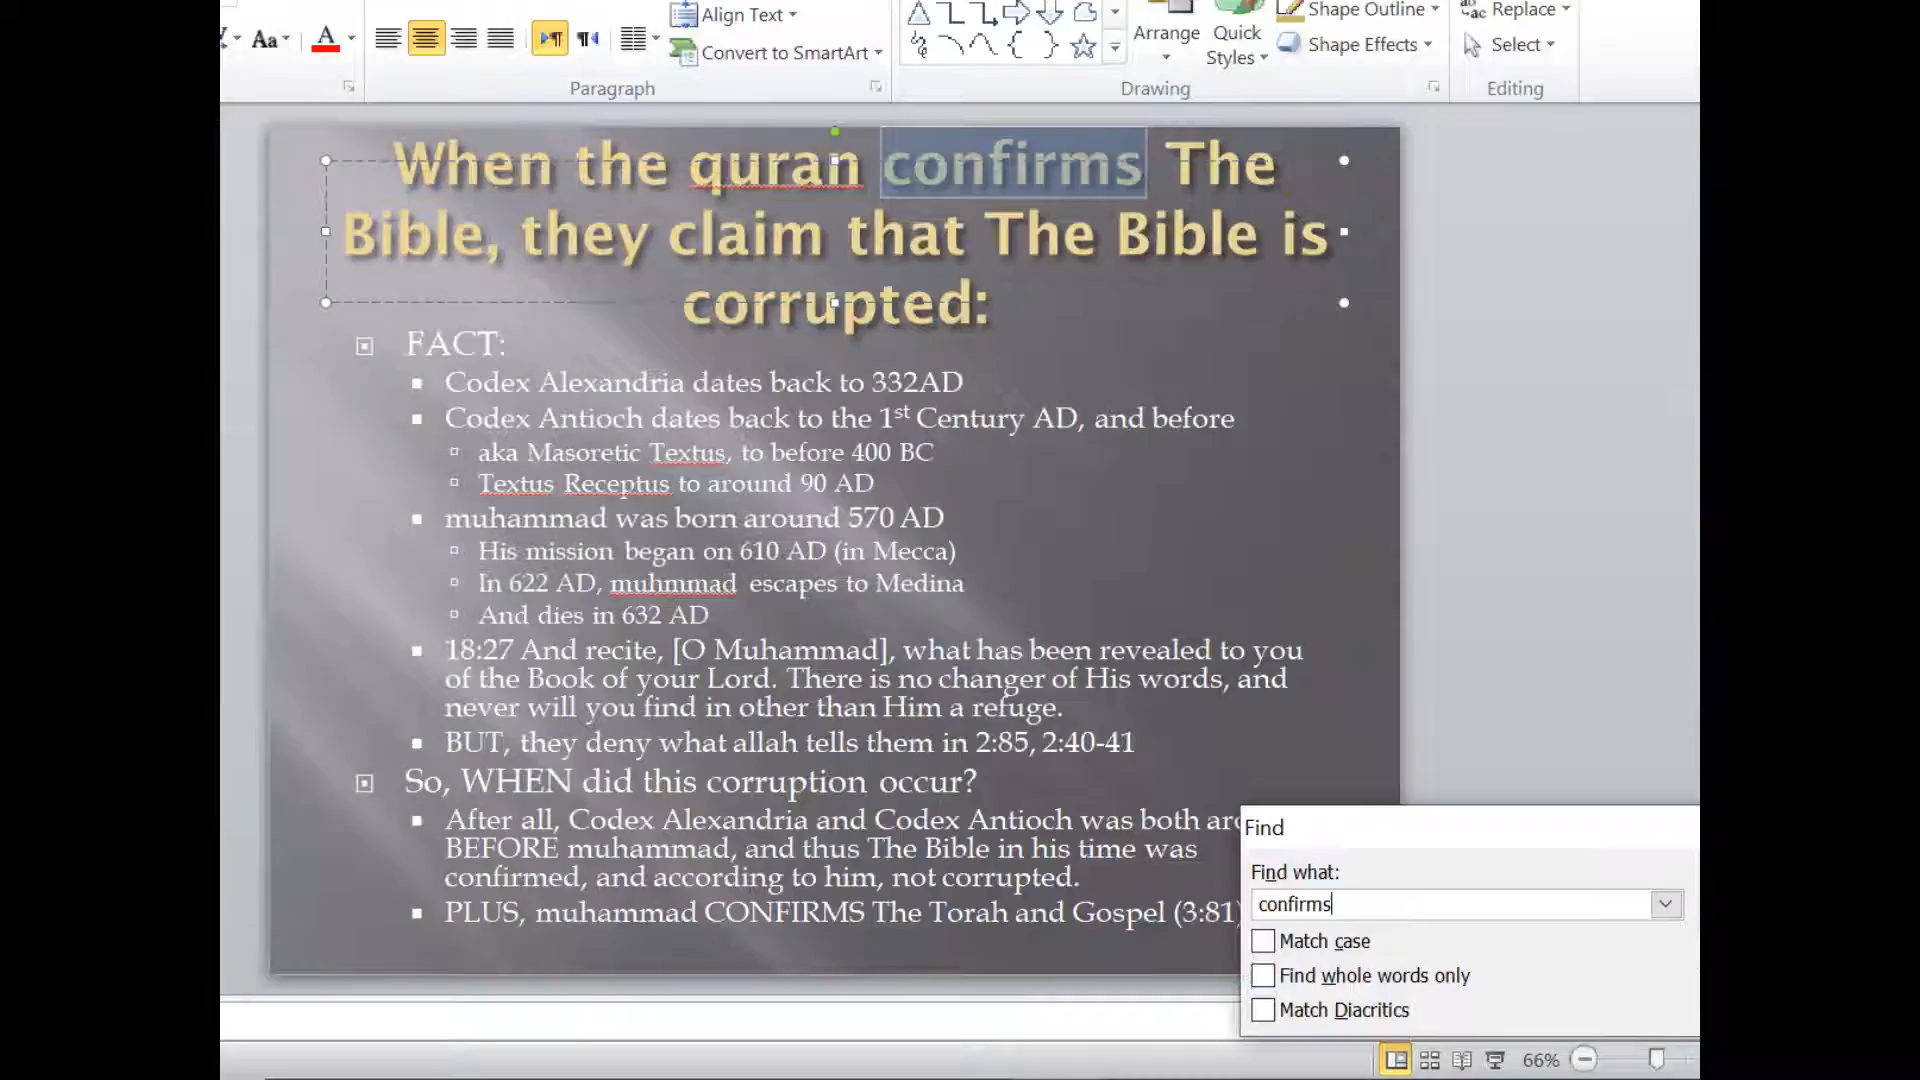 Aa
A
Align Text
Convert to SmartArt
Paragraph
Arrange
Quick
Styles
Drawing
Shape Outline
Shape Effects
Replace
Select
Editing
When the quran confirms The
Bible, they claim that The Bible is
corrupted:
FACT:
Codex Alexandria dates back to 332AD
Codex Antioch dates back to the 1st Century AD, and before
aka Masoretic Textus, to before 400 BC
Textus Receptus to around 90 AD
muhammad was born around 570 AD
His mission began on 610 AD (in Mecca)
In 622 AD, muhmmad escapes to Medina
And dies in 632 AD
18:27 And recite, [O Muhammad], what has been revealed to you
of the Book of your Lord. There is no changer of His words, and
never will you find in other than Him a refuge.
BUT, they deny what allah tells them in 2:85, 2:40-41
So, WHEN did this corruption occur?
After all, Codex Alexandria and Codex Antioch was both
BEFORE muhammad, and thus The Bible in his time was
confirmed, and according to him, not corrupted.
PLUS, muhammad CONFIRMS The Torah and Gospel (3:81)
Find
Find what:
confirms
Match case
Find whole words only
Match Diacritics
66%